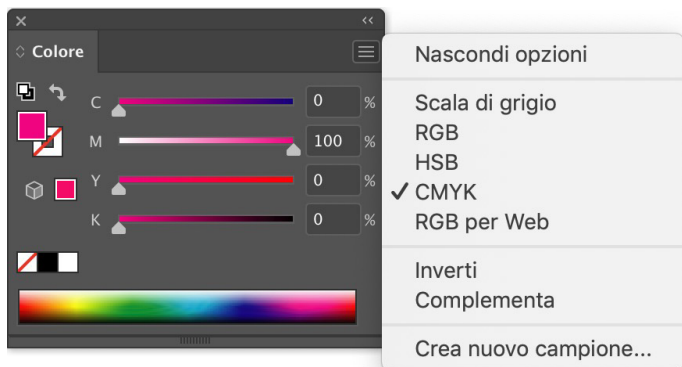 Colore
C 0 %
M 100 %
Y 0 %
K 0 %
Nascondi opzioni
Scala di grigio
RGB
HSB
CMYK
RGB per Web
Inverti
Complementa
Crea nuovo campione...